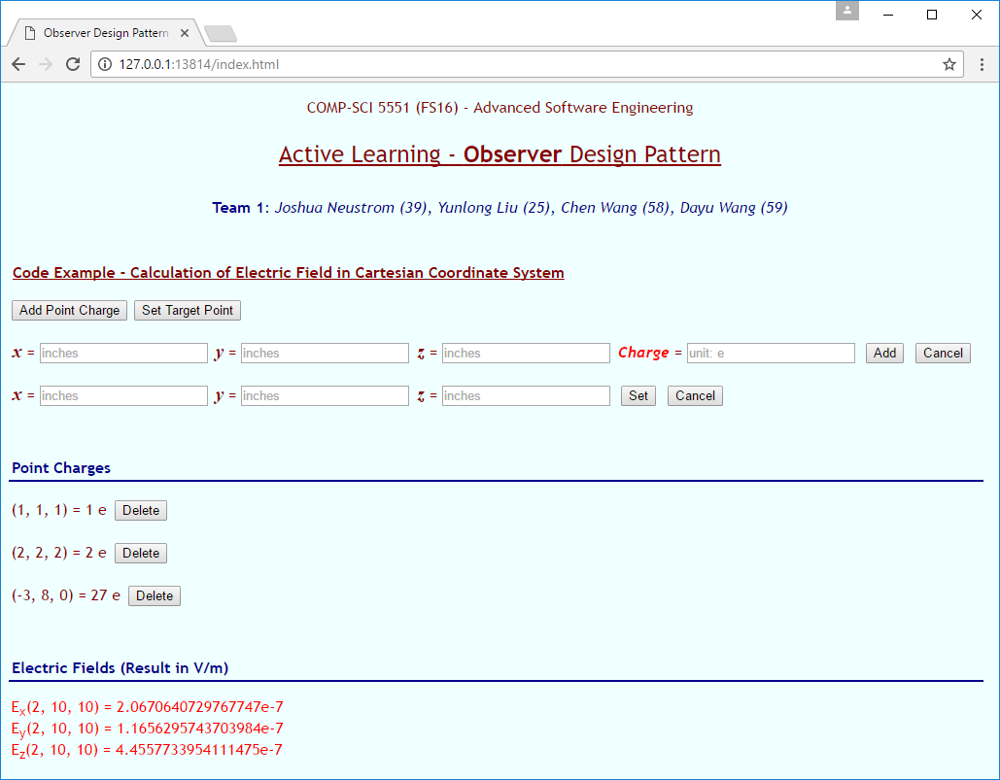 Observer Design Pattern
127.0.0.1:13814/index.html
COMP-SCI 5551 (FS16) - Advanced Software Engineering
Active Learning - Observer Design Pattern
Team 1: Joshua Neustrom (39), Yunlong Liu (25), Chen Wang (58), Dayu Wang (59)
Code Example - Calculation of Electric Field in Cartesian Coordinate System
Add Point Charge Set Target Point
x = inches y = inches z = inches Charge = unit: e Add Cancel
x = inches y = inches z = inches Set Cancel
Point Charges
(1, 1, 1) = 1 e Delete
(2, 2, 2) = 2 e Delete
(-3, 8, 0) = 27 e Delete
Electric Fields (Result in V/m)
Ex(2, 10, 10) = 2.0670640729767747e-7
Ey(2, 10, 10) = 1.1656295743703984e-7
Ez(2, 10, 10) = 4.4557733954111475e-7